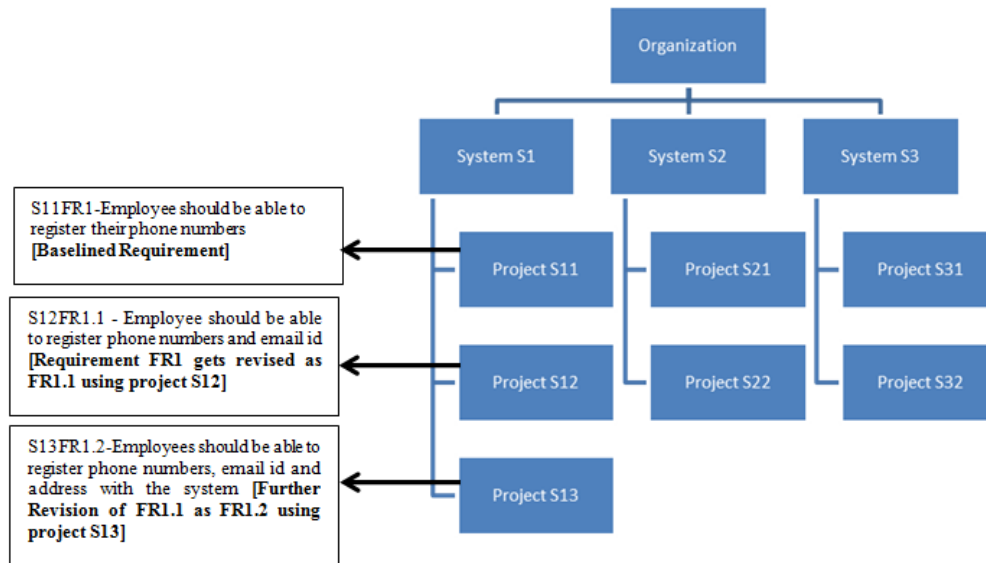 Organization
System S1
System S2
System S3
S11FR1-Employee should be able to
register their phone numbers
[Baselined Requirement]
Project S11
Project S21
Project S31
S12FR1.1 - Employee should be able
to register phone numbers and email id
[Requirement FR1 gets revised as
FR1.1 using project S12]
Project S12
Project S22
Project S32
S13FR1.2-Employees should be able to
register phone numbers, email id and
address with the system [Further
Revision of FR1.1 as FR1.2 using
project S13]
Project S13